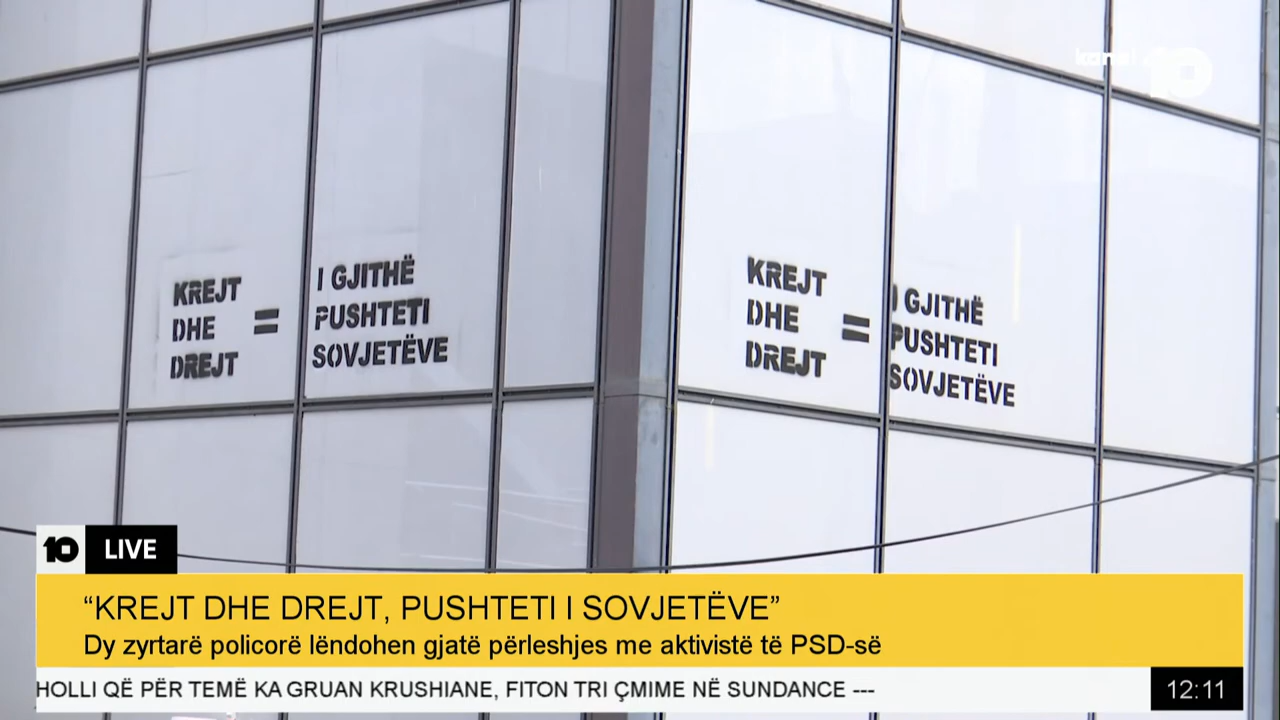 kanal 10
KREJT
DHE
DREJT
=
I GJITHË
PUSHTETI
SOVJETËVE
KREJT
DHE
DREJT
=
I GJITHË
PUSHTETI
SOVJETËVE
10 LIVE
“KREJT DHE DREJT, PUSHTETI I SOVJETËVE”
Dy zyrtarë policorë lëndohen gjatë përleshjes me aktivistë të PSD-së
HOLLI QË PËR TEMË KA GRUAN KRUSHIANE, FITON TRI ÇMIME NË SUNDANCE ---
12:11